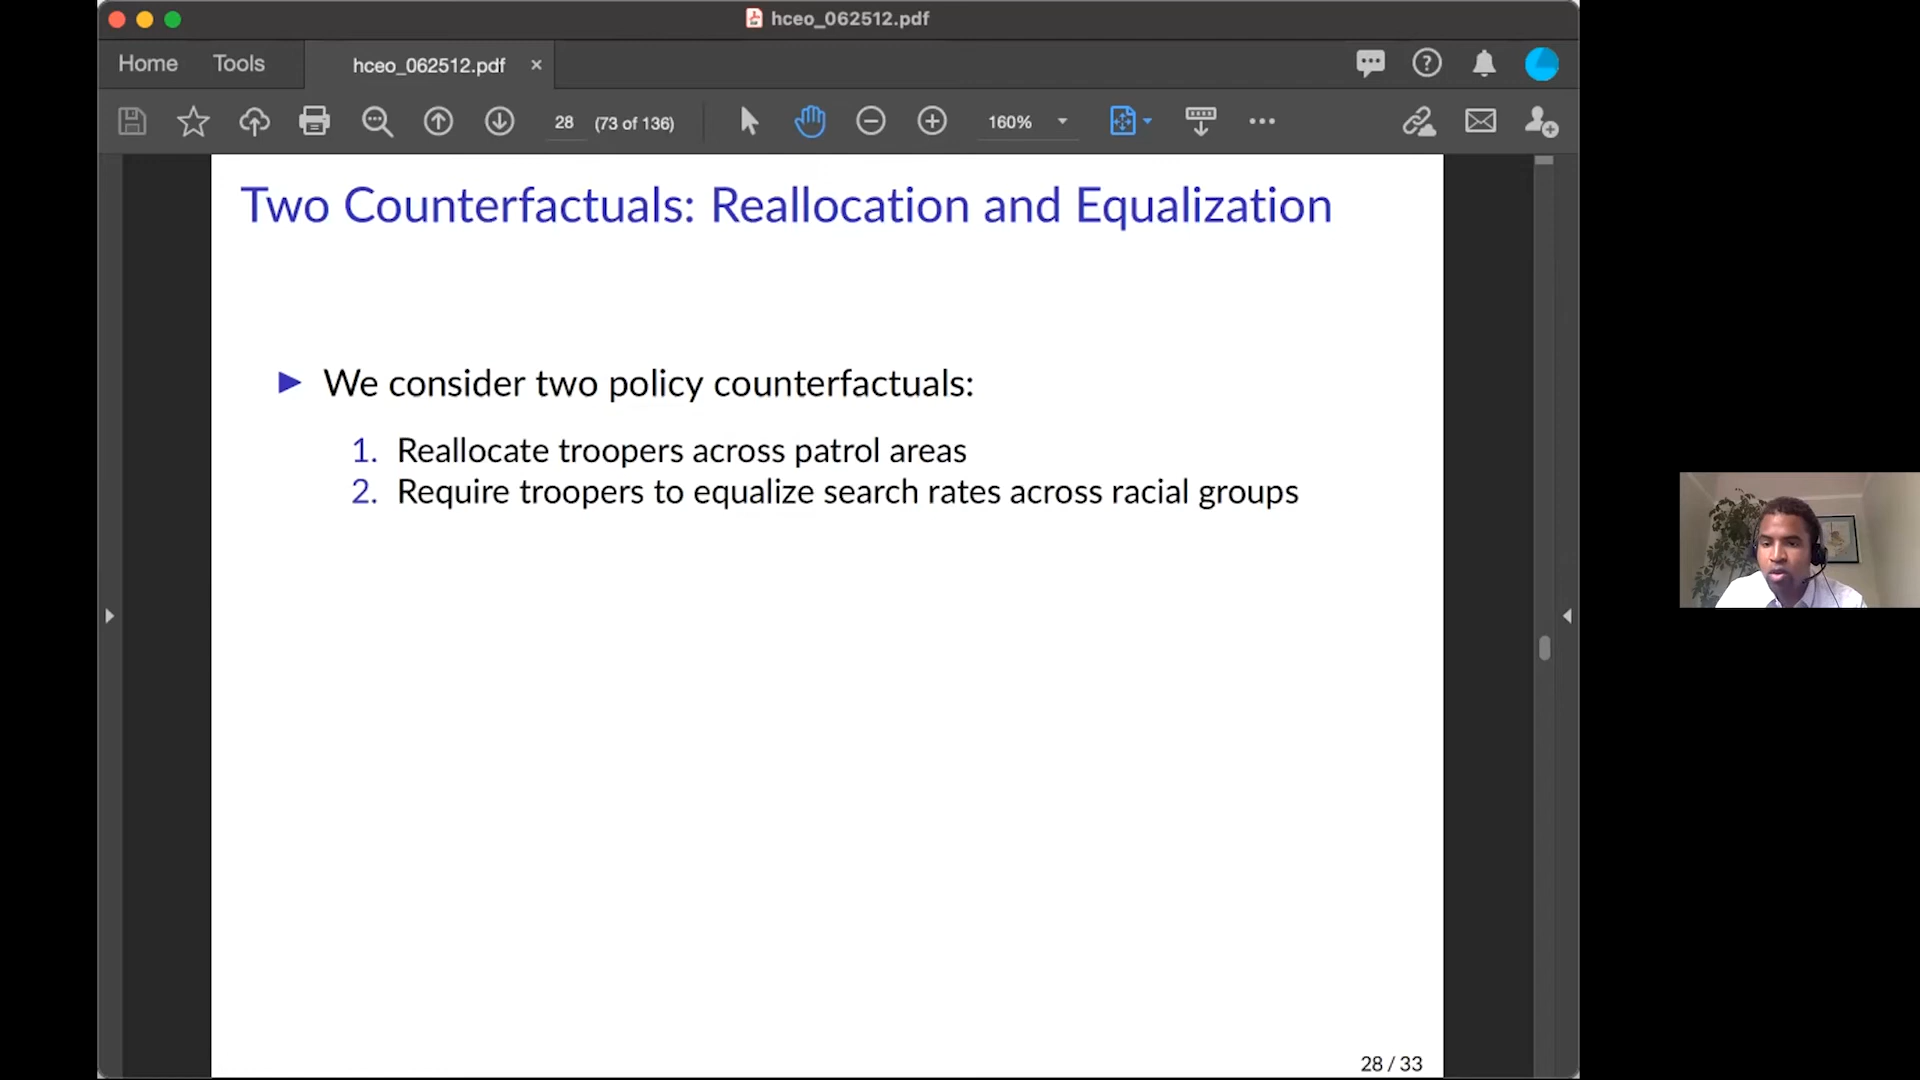 hceo_062512.pdf
Home Tools hceo_062512.pdf ×
28 (73 of 136) 160%
Two Counterfactuals: Reallocation and Equalization
We consider two policy counterfactuals:
1. Reallocate troopers across patrol areas
2. Require troopers to equalize search rates across racial groups
28 / 33